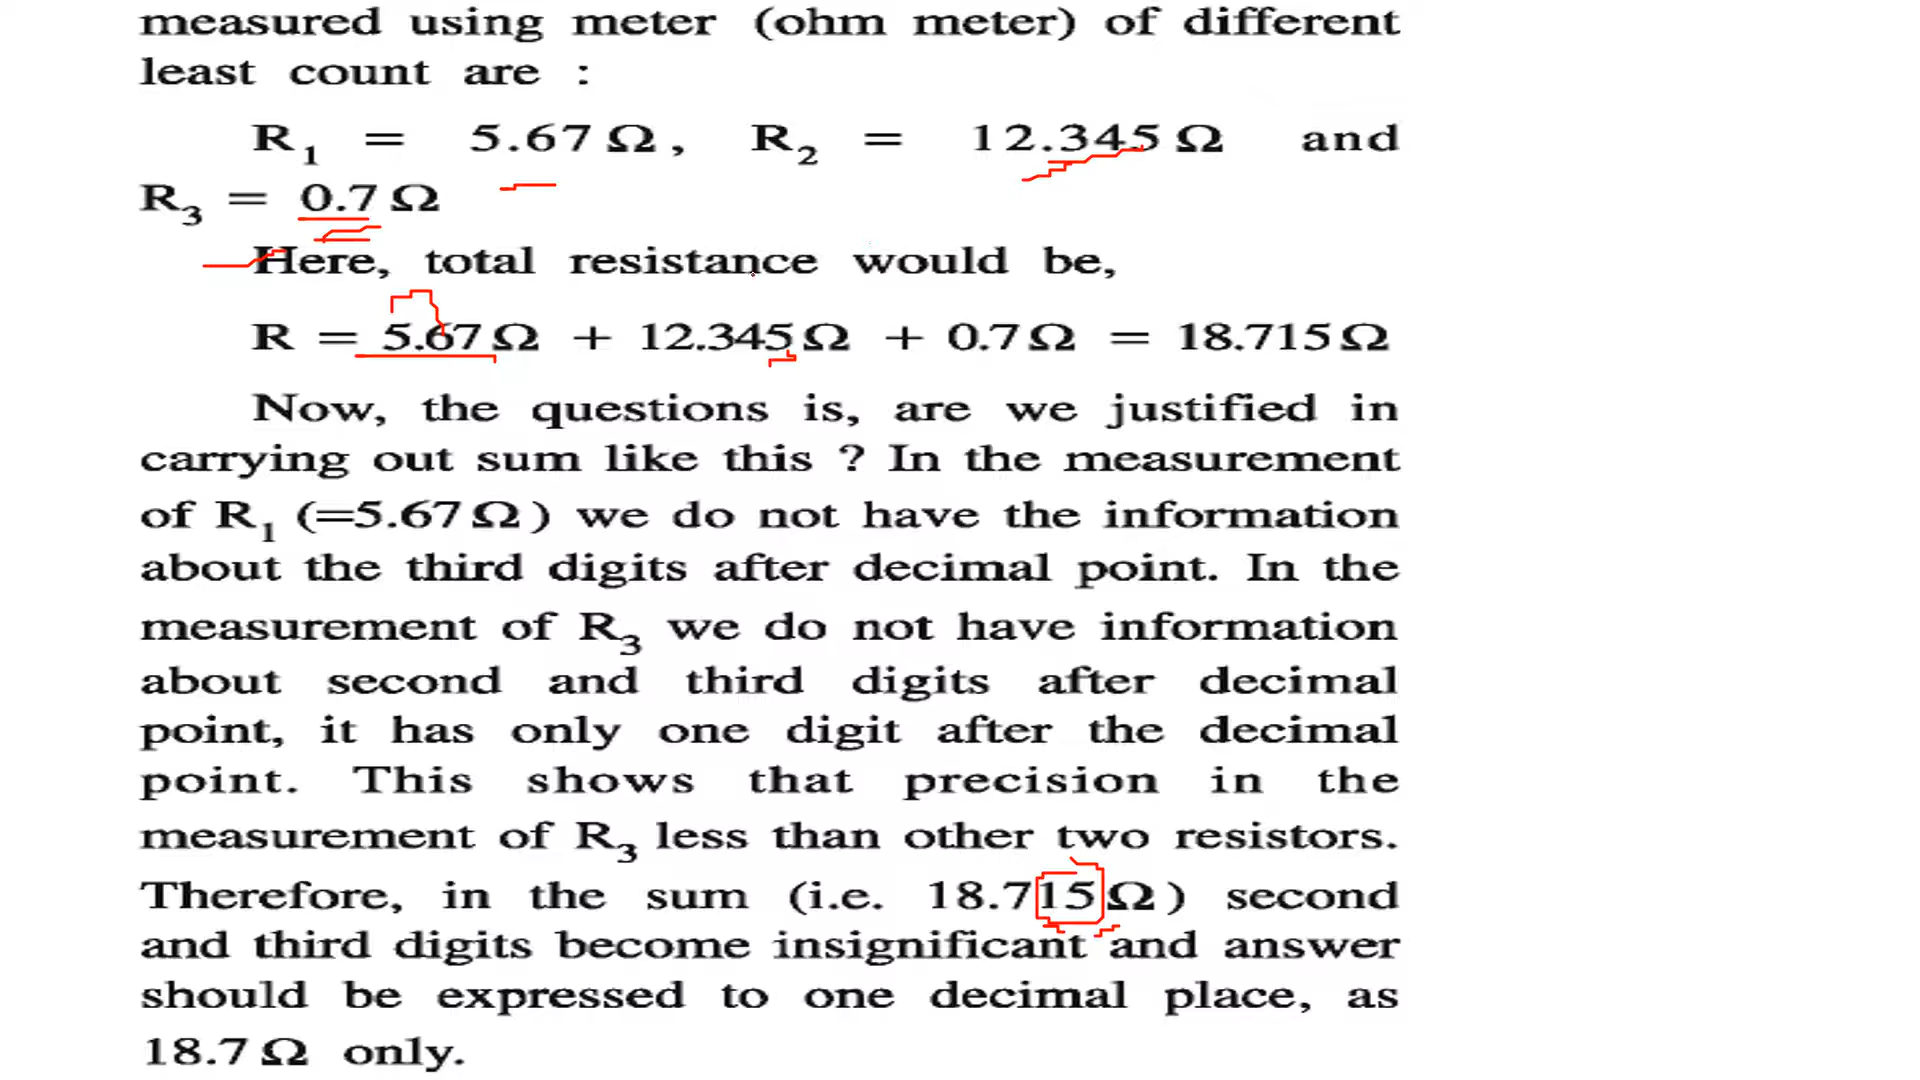 measured using meter (ohm meter) of different
least count are :
R₁ = 5.67 Ω, R₂ = 12.345 Ω and
R₃ = 0.7 Ω
Here, total resistance would be,
R = 5.67 Ω + 12.345 Ω + 0.7 Ω = 18.715 Ω
Now, the questions is, are we justified in
carrying out sum like this ? In the measurement
of R₁ (=5.67 Ω) we do not have the information
about the third digits after decimal point. In the
measurement of R₃ we do not have information
about second and third digits after decimal
point, it has only one digit after the decimal
point. This shows that precision in the
measurement of R₃ less than other two resistors.
Therefore, in the sum (i.e. 18.715 Ω) second
and third digits become insignificant and answer
should be expressed to one decimal place, as
18.7 Ω only.